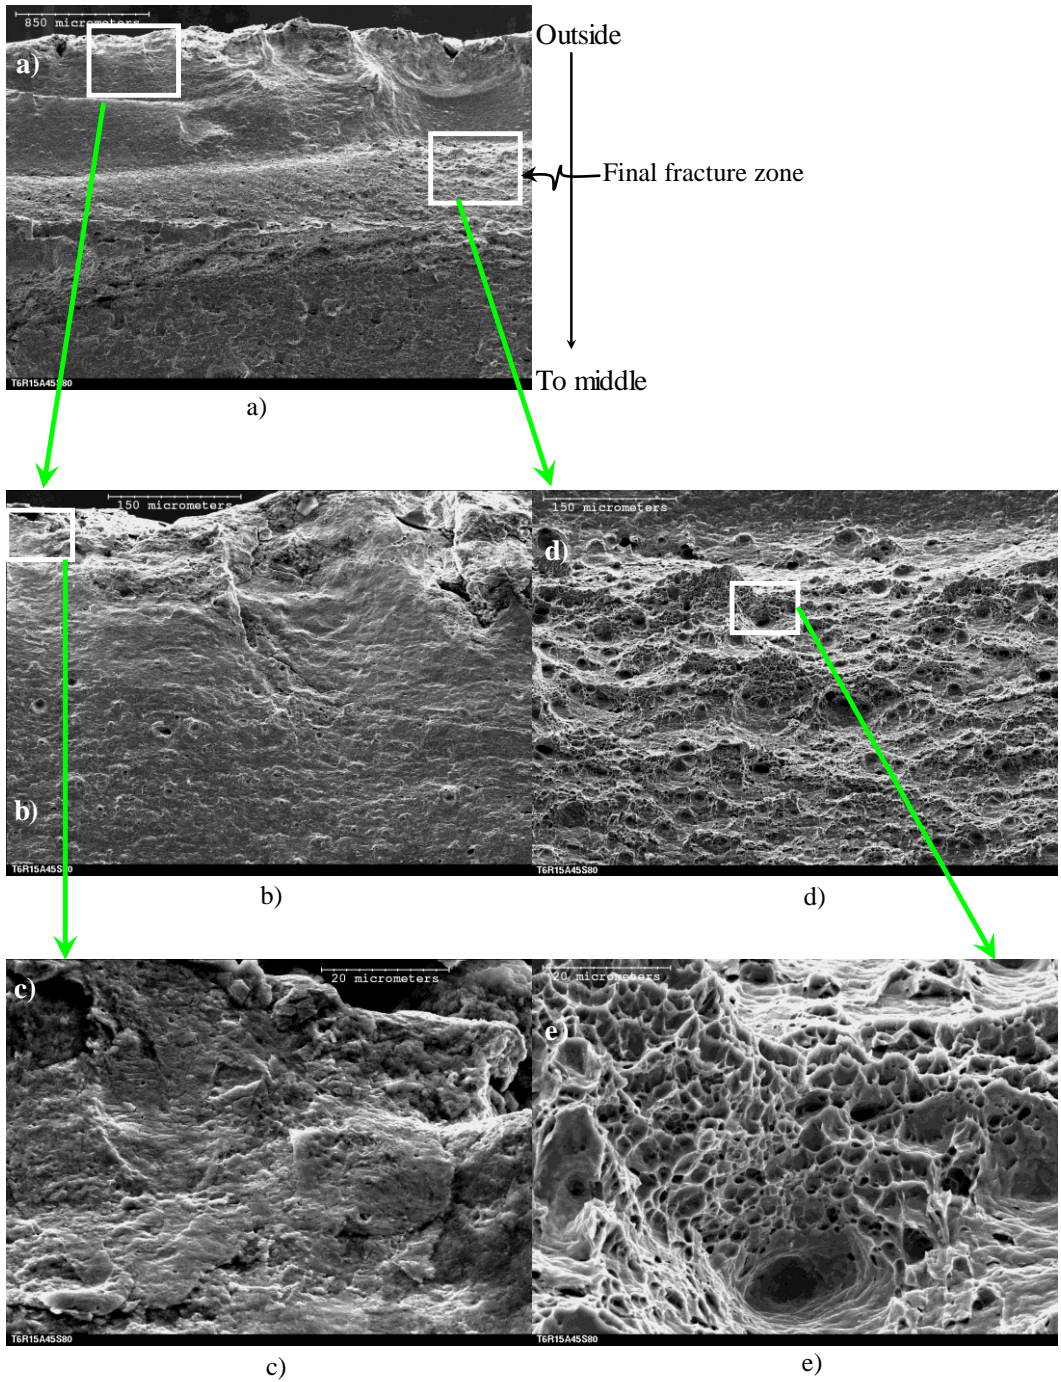 850 micrometers
a)
Outside
Final fracture zone
To middle
T6R15A45S80
a)
150 micrometers
b)
T6R15A45S80
b)
150 micrometers
d)
T6R15A45S80
d)
20 micrometers
c)
T6R15A45S80
c)
20 micrometers
e)
T6R15A45S80
e)